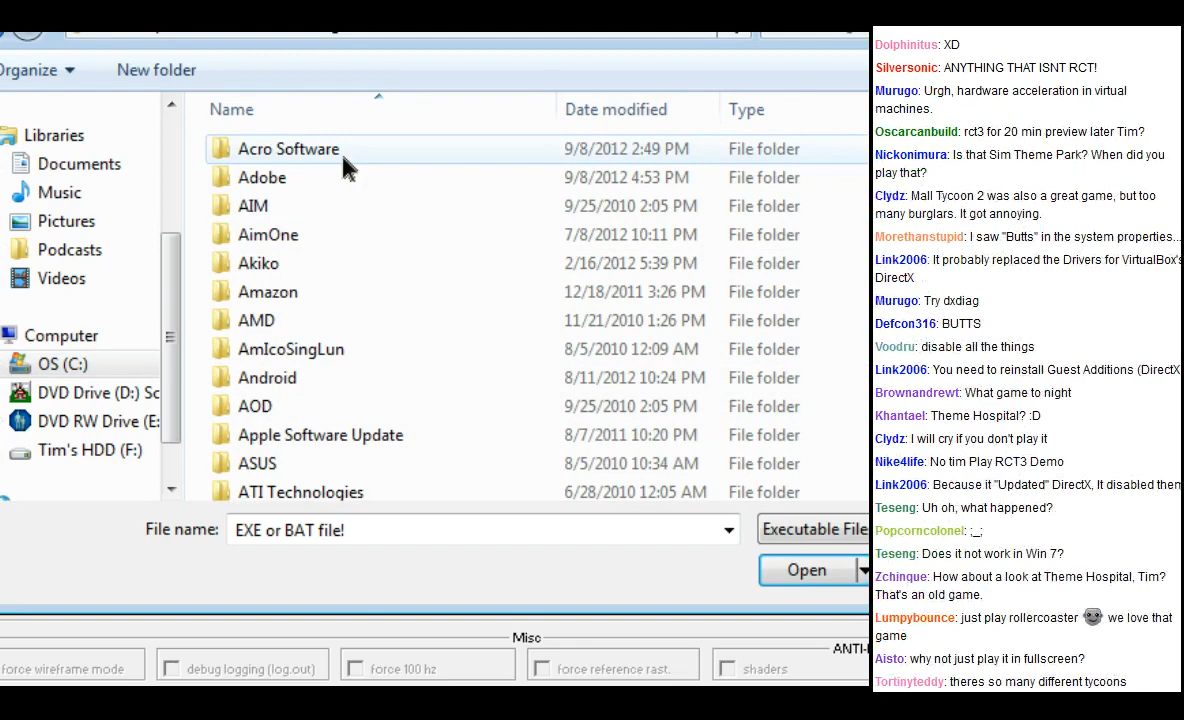 Organize
New folder
Name
Date modified
Type
Libraries
Documents
Music
Pictures
Podcasts
Videos
Computer
OS (C:)
DVD Drive (D:) Sc
DVD RW Drive (E:
Tim's HDD (F:)
Acro Software 9/8/2012 2:49 PM File folder
Adobe 9/8/2012 4:53 PM File folder
AIM 9/25/2010 2:05 PM File folder
AimOne 7/8/2012 10:11 PM File folder
Akiko 2/16/2012 5:39 PM File folder
Amazon 12/18/2011 3:26 PM File folder
AMD 11/21/2010 1:26 PM File folder
AmIcoSingLun 8/5/2010 12:09 AM File folder
Android 8/11/2012 10:24 PM File folder
AOD 9/25/2010 2:05 PM File folder
Apple Software Update 8/7/2011 10:20 PM File folder
ASUS 8/5/2010 10:34 AM File folder
ATI Technologies 6/28/2010 12:05 AM File folder
File name: EXE or BAT file! Executable File
Open
Misc
ANTI-
force wireframe mode
debug logging (log.out)
force 100 hz
force reference rast.
shaders
Dolphinitus: XD
Silversonic: ANYTHING THAT ISNT RCT!
Murugo: Urgh, hardware acceleration in virtual
machines.
Oscarcanbuild: rct3 for 20 min preview later Tim?
Nickonimura: Is that Sim Theme Park? When did you
play that?
Clydz: Mall Tycoon 2 was also a great game, but too
many burglars. It got annoying.
Morethanstupid: I saw "Butts" in the system properties...
Link2006: It probably replaced the Drivers for VirtualBox's
DirectX
Murugo: Try dxdiag
Defcon316: BUTTS
Voodru: disable all the things
Link2006: You need to reinstall Guest Additions (DirectX
Brownandrewt: What game to night
Khantael: Theme Hospital? :D
Clydz: I will cry if you don't play it
Nike4life: No tim Play RCT3 Demo
Link2006: Because it "Updated" DirectX, It disabled them
Teseng: Uh oh, what happened?
Popcorncolonel: ;_;
Teseng: Does it not work in Win 7?
Zchinque: How about a look at Theme Hospital, Tim?
That's an old game.
Lumpybounce: just play rollercoaster we love that
game
Aisto: why not just play it in fullscreen?
Tortinyteddy: theres so many different tycoons